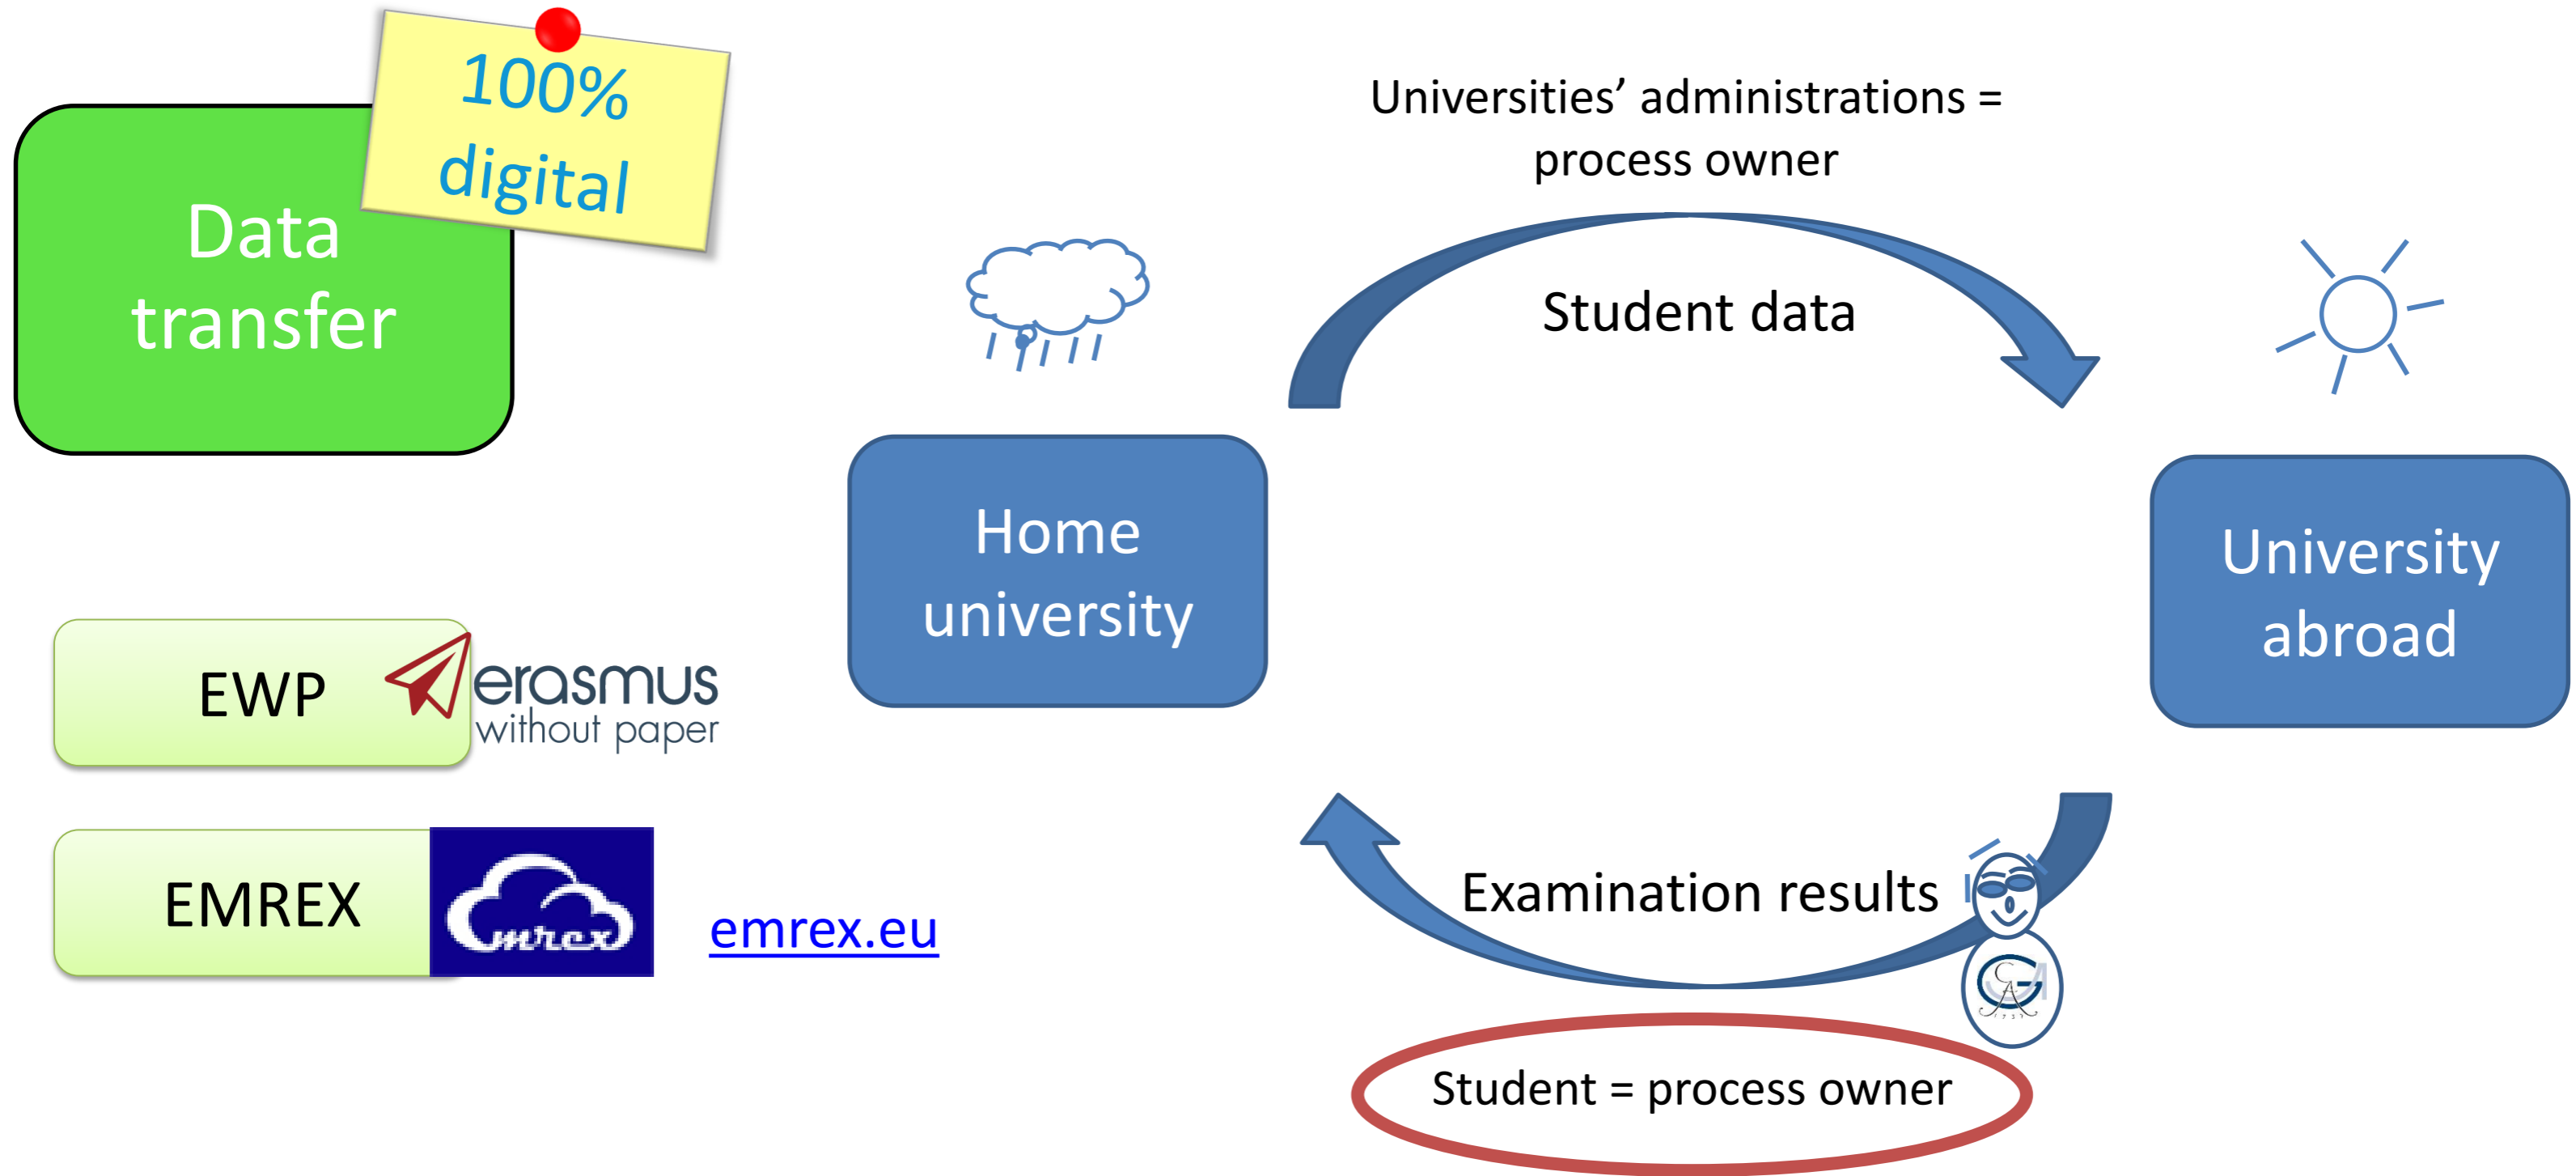 100%
digital
Data
transfer
Universities’ administrations =
process owner
Student data
Home
university
University
abroad
EWP
erasmus
without paper
EMREX
emrex
emrex.eu
Examination results
Student = process owner